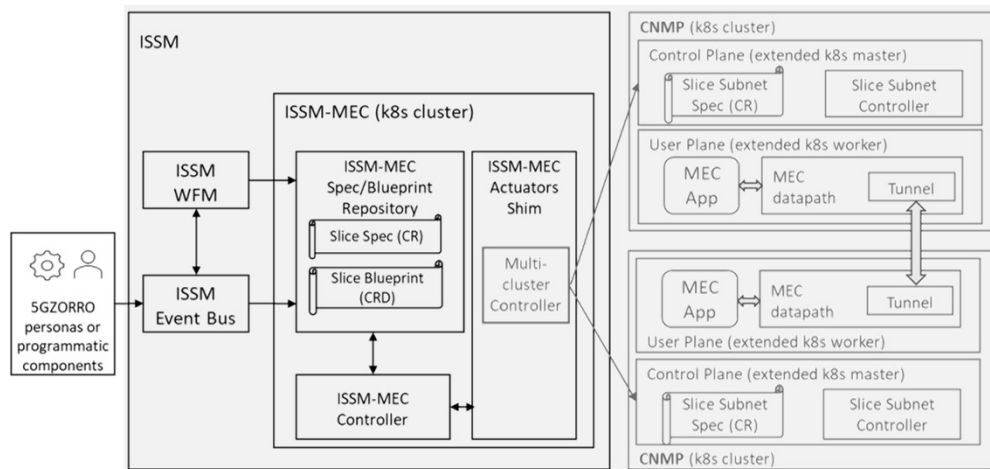 ISSM
ISSM-MEC (k8s cluster)
ISSM
WFM
ISSM
Event Bus
5GZORRO
personas or
programmatic
components
ISSM-MEC
Spec/Blueprint
Repository
Slice Spec (CR)
Slice Blueprint
(CRD)
ISSM-MEC
Controller
ISSM-MEC
Actuators
Shim
Multi-
cluster
Controller
CNMP (k8s cluster)
Control Plane (extended k8s master)
Slice Subnet
Spec (CR)
Slice Subnet
Controller
User Plane (extended k8s worker)
MEC
App
MEC
datapath
Tunnel
MEC
App
MEC
datapath
Tunnel
User Plane (extended k8s worker)
Control Plane (extended k8s master)
Slice Subnet
Spec (CR)
Slice Subnet
Controller
CNMP (k8s cluster)